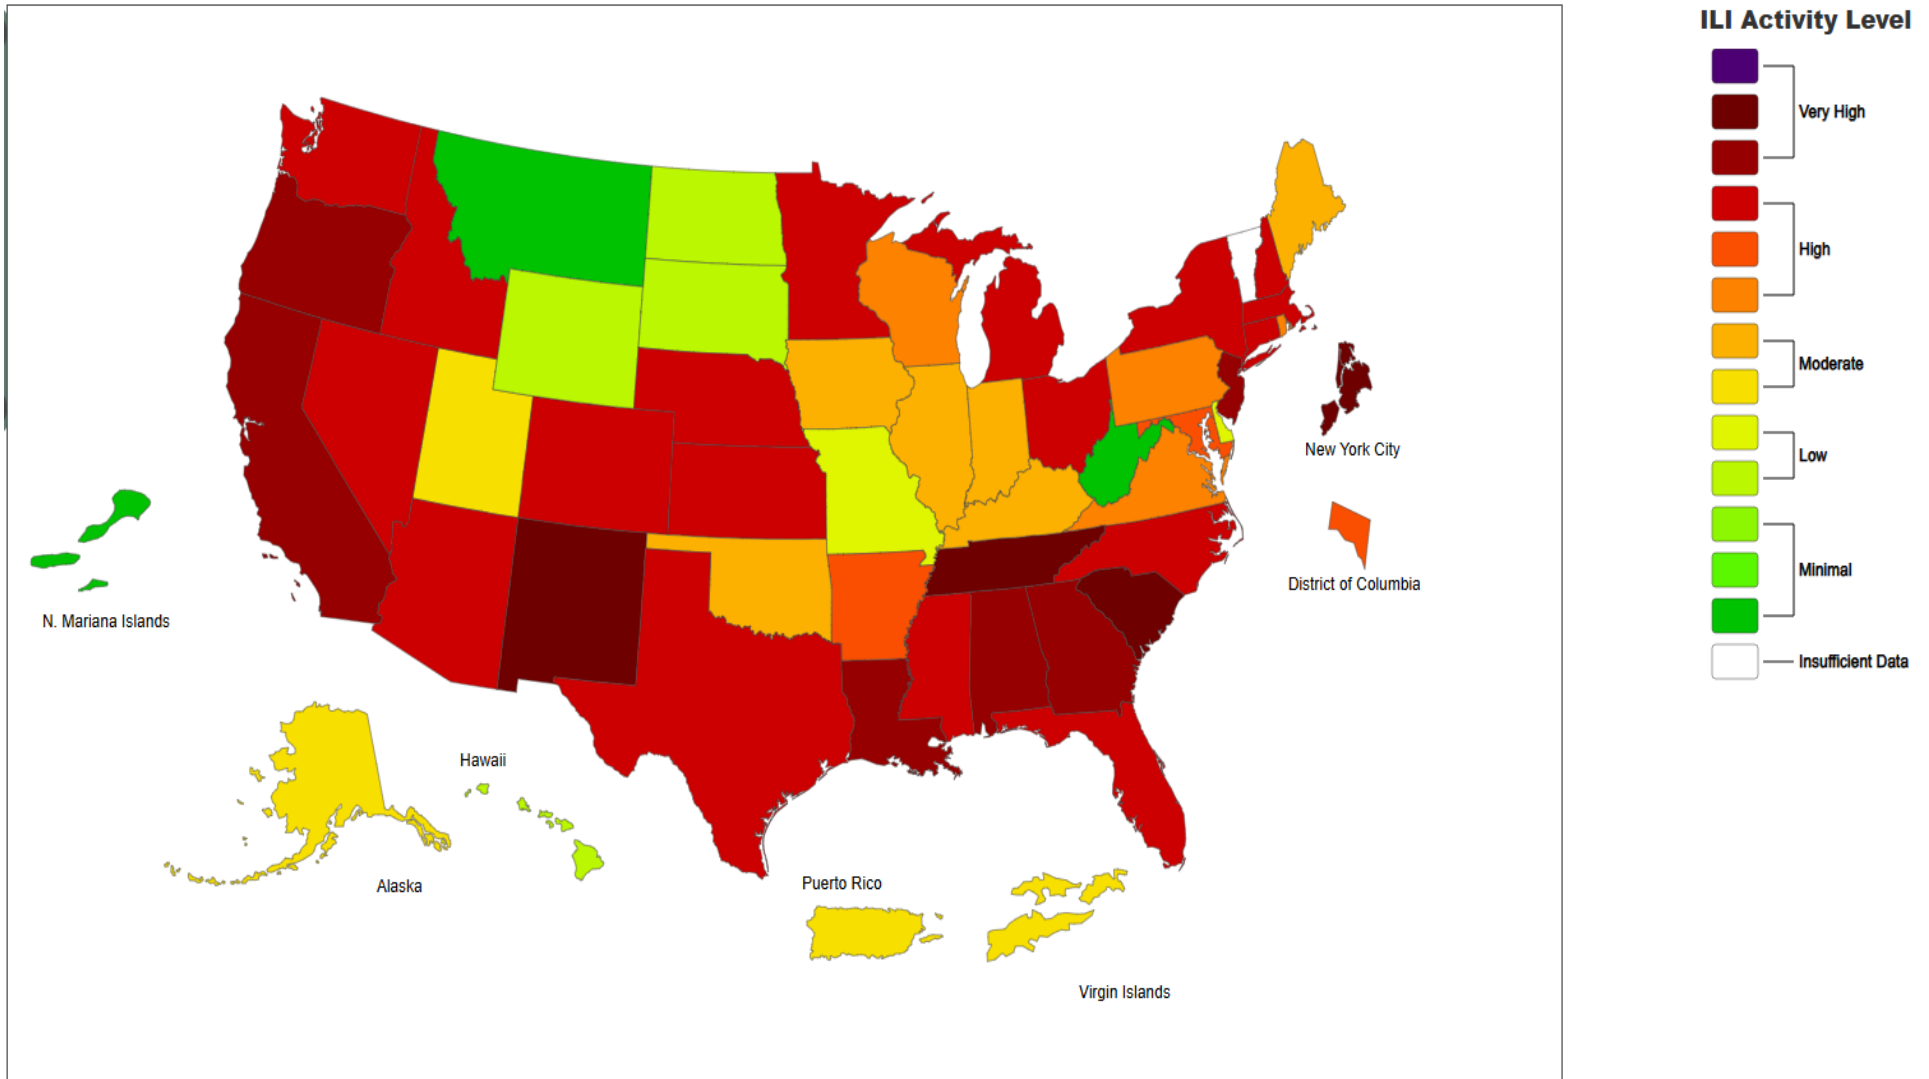 ILI Activity Level
Very High
High
Moderate
Low
Minimal
Insufficient Data
New York City
District of Columbia
N. Mariana Islands
Hawaii
Alaska
Puerto Rico
Virgin Islands